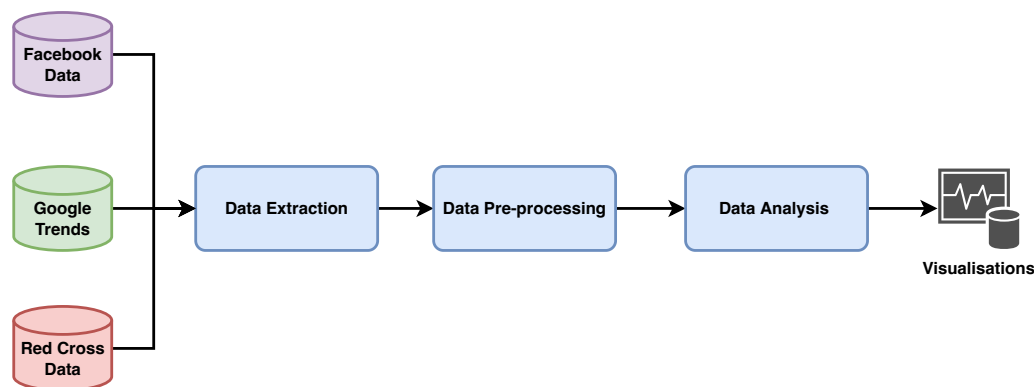 Facebook
Data
Google
Trends
Red Cross
Data
Data Extraction
Data Pre-processing
Data Analysis
Visualisations